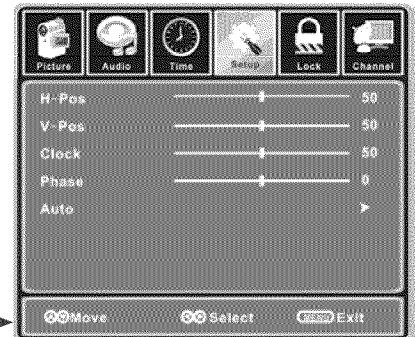 Picture Audio Time Setup Lock Channel
H-Pos 50
V-Pos 50
Clock 50
Phase 0
Auto
Move Select MENU Exit